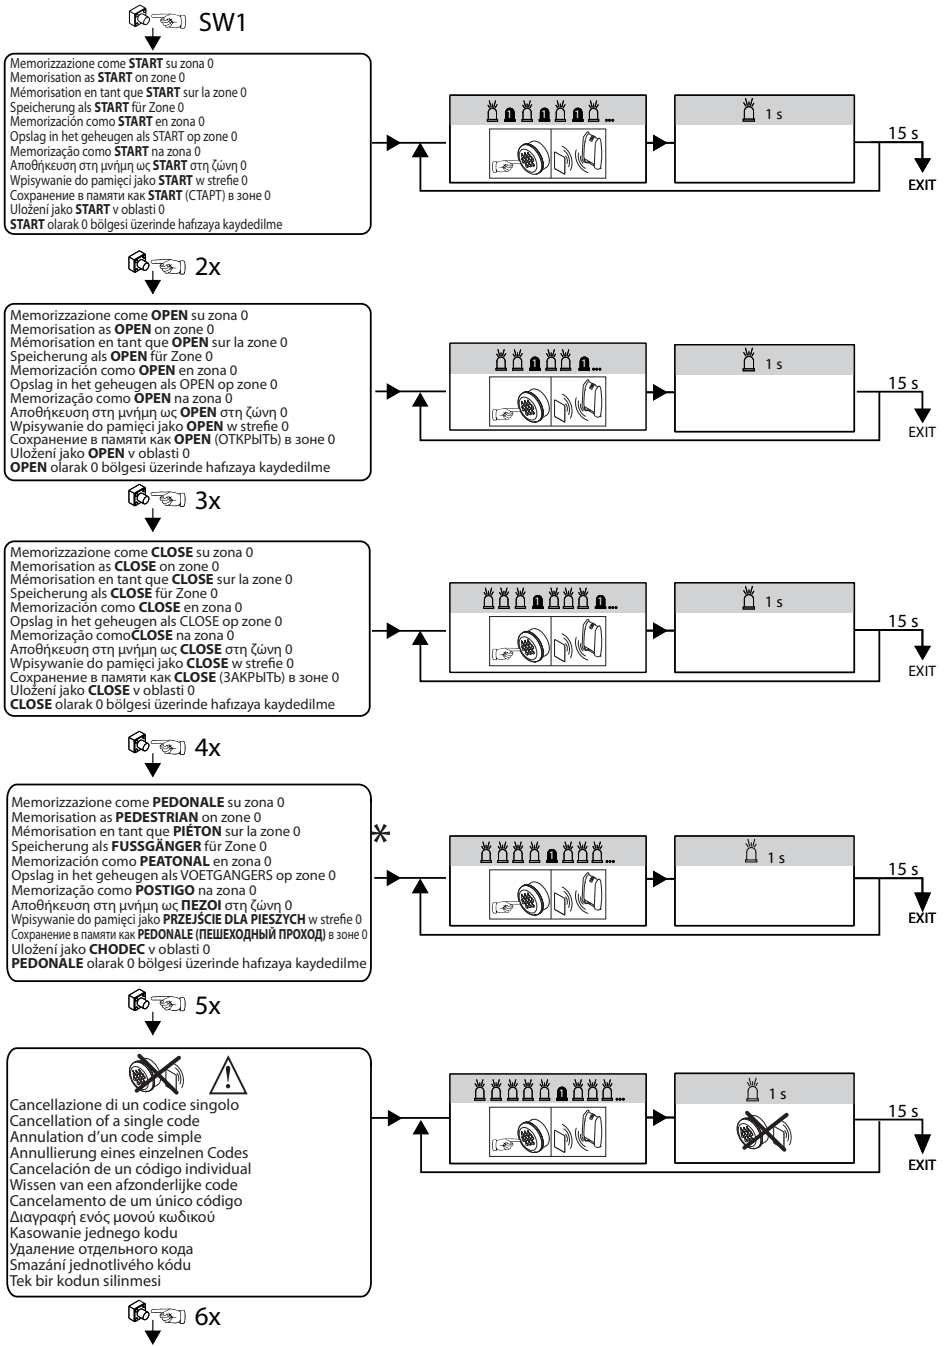 SW1
Memorizzazione come START su zona 0
Memorisation as START on zone 0
Mémorisation en tant que START sur la zone 0
Speicherung als START für Zone 0
Memorización como START en zona 0
Opslag in het geheugen als START op zone 0
Memorização como START na zona 0
Αποθήκευση στη μνήμη ως START στη ζώνη 0
Wpisywanie do pamięci jako START w strefie 0
Сохранение в памяти как START (СТАРТ) в зоне 0
Uložení jako START v oblasti 0
START olarak 0 bölgesi üzerinde hafızaya kaydedilme
1 1 1 ...
1 s
15 s
EXIT
2x
Memorizzazione come OPEN su zona 0
Memorisation as OPEN on zone 0
Mémorisation en tant que OPEN sur la zone 0
Speicherung als OPEN für Zone 0
Memorización como OPEN en zona 0
Opslag in het geheugen als OPEN op zone 0
Memorização como OPEN na zona 0
Αποθήκευση στη μνήμη ως OPEN στη ζώνη 0
Wpisywanie do pamięci jako OPEN w strefie 0
Сохранение в памяти как OPEN (ОТКРЫТЬ) в зоне 0
Uložení jako OPEN v oblasti 0
OPEN olarak 0 bölgesi üzerinde hafızaya kaydedilme
1 1 ...
1 s
15 s
EXIT
3x
Memorizzazione come CLOSE su zona 0
Memorisation as CLOSE on zone 0
Mémorisation en tant que CLOSE sur la zone 0
Speicherung als CLOSE für Zone 0
Memorización como CLOSE en zona 0
Opslag in het geheugen als CLOSE op zone 0
Memorização comoCLOSE na zona 0
Αποθήκευση στη μνήμη ως CLOSE στη ζώνη 0
Wpisywanie do pamięci jako CLOSE w strefie 0
Сохранение в памяти как CLOSE (ЗАКРЫТЬ) в зоне 0
Uložení jako CLOSE v oblasti 0
CLOSE olarak 0 bölgesi üzerinde hafızaya kaydedilme
1 1 ...
1 s
15 s
EXIT
4x
Memorizzazione come PEDONALE su zona 0
Memorisation as PEDESTRIAN on zone 0
Mémorisation en tant que PIÉTON sur la zone 0
Speicherung als FUSSGÄNGER für Zone 0
Memorización como PEATONAL en zona 0
Opslag in het geheugen als VOETGANGERS op zone 0
Memorização como POSTIGO na zona 0
Αποθήκευση στη μνήμη ως ΠΕΖΟΙ στη ζώνη 0
Wpisywanie do pamięci jako PRZEJŚCIE DLA PIESZYCH w strefie 0
Сохранение в памяти как PEDONALE (ПЕШЕХОДНЫЙ ПРОХОД) в зоне 0
Uložení jako CHODEC v oblasti 0
PEDONALE olarak 0 bölgesi üzerinde hafızaya kaydedilme
*
1 ...
1 s
15 s
EXIT
5x
Cancellazione di un codice singolo
Cancellation of a single code
Annulation d'un code simple
Annullierung eines einzelnen Codes
Cancelación de un código individual
Wissen van een afzonderlijke code
Cancelamento de um único código
Διαγραφή ενός μονού κωδικού
Kasowanie jednego kodu
Удаление отдельного кода
Smazání jednotlivého kódu
Tek bir kodun silinmesi
1 ...
1 s
15 s
EXIT
6x